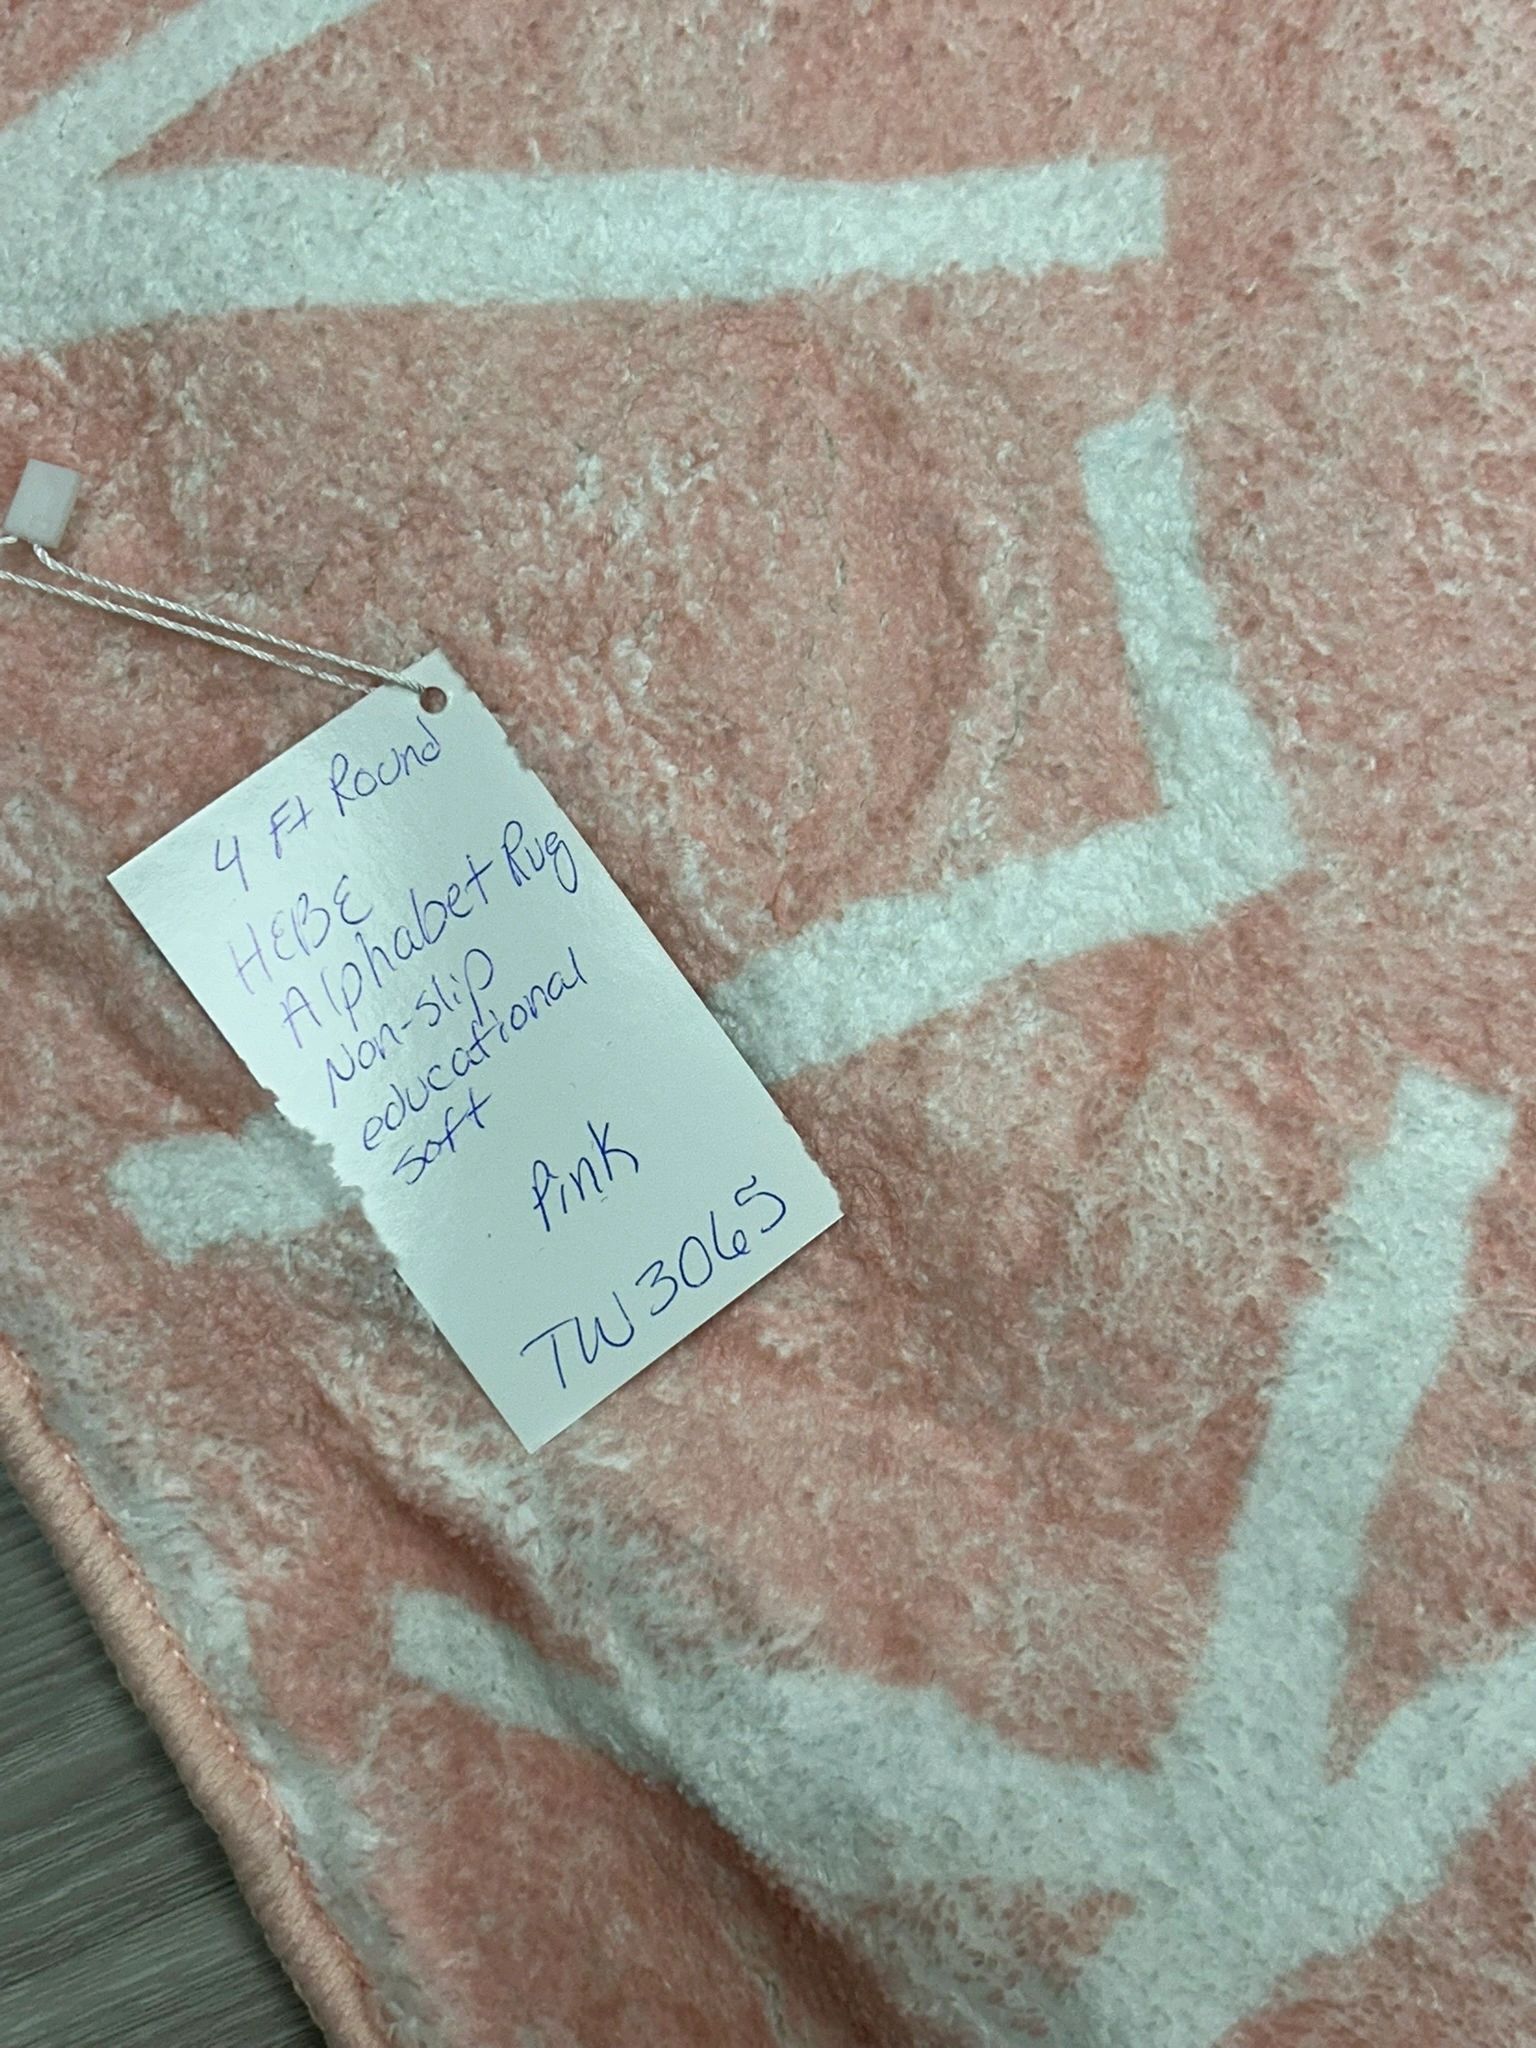 4 Ft Round
HEBE
Alphabet Rug
Non-slip
educational
soft
Pink
TW3065